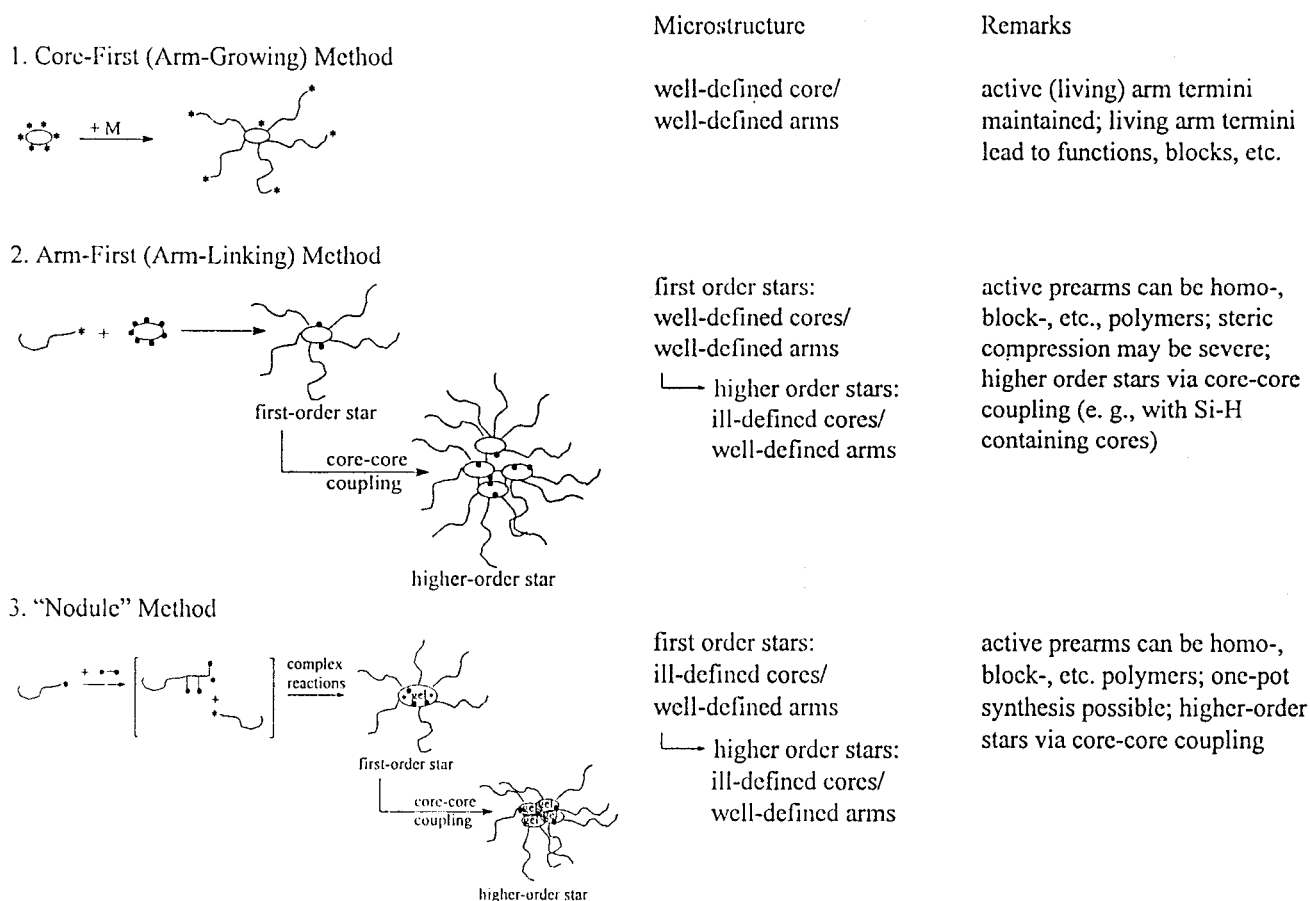 Microstructure
Remarks
1. Core-First (Arm-Growing) Method
+ M
well-defined core/
well-defined arms
active (living) arm termini
maintained; living arm termini
lead to functions, blocks, etc.
2. Arm-First (Arm-Linking) Method
* +
first-order star
core-core
coupling
higher-order star
first order stars:
well-defined cores/
well-defined arms
higher order stars:
ill-defined cores/
well-defined arms
active prearms can be homo-,
block-, etc., polymers; steric
compression may be severe;
higher order stars via core-core
coupling (e. g., with Si-H
containing cores)
3. "Nodule" Method
+
+
complex
reactions
gel
first-order star
core-core
coupling
gel
gel
gel
gel
higher-order star
first order stars:
ill-defined cores/
well-defined arms
higher order stars:
ill-defined cores/
well-defined arms
active prearms can be homo-,
block-, etc. polymers; one-pot
synthesis possible; higher-order
stars via core-core coupling